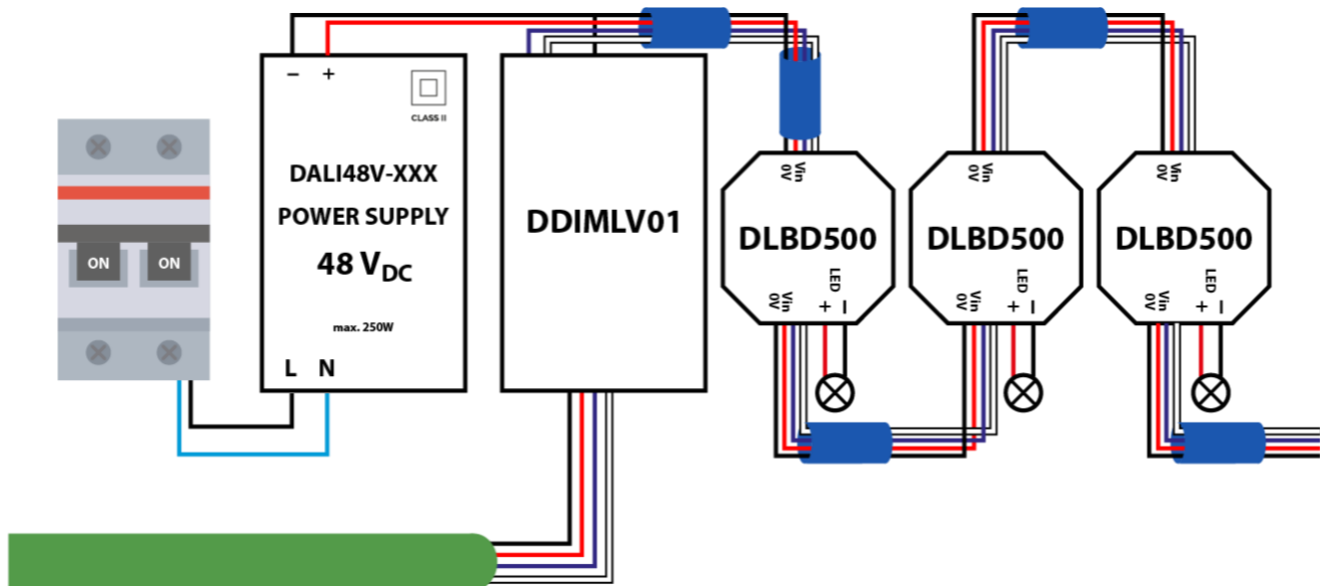 ON
ON
– +
CLASS II
DALI48V-XXX
POWER SUPPLY
48 VDC
max. 250W
L N
DDIMLV01
0V
Vin
DLBD500
0V
Vin
LED
+ –
0V
Vin
DLBD500
0V
Vin
LED
+ –
0V
Vin
DLBD500
0V
Vin
LED
+ –